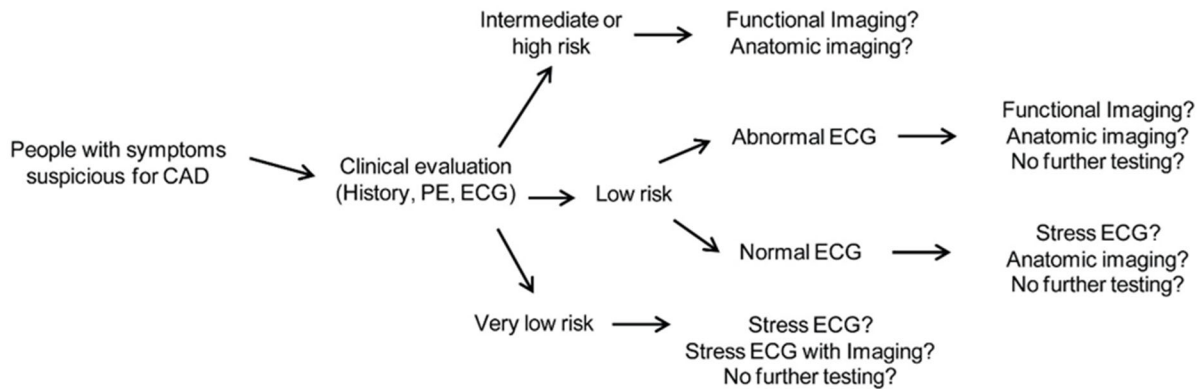 People with symptoms
suspicious for CAD
Clinical evaluation
(History, PE, ECG)
Intermediate or
high risk
Functional Imaging?
Anatomic imaging?
Low risk
Abnormal ECG
Functional Imaging?
Anatomic imaging?
No further testing?
Normal ECG
Stress ECG?
Anatomic imaging?
No further testing?
Very low risk
Stress ECG?
Stress ECG with Imaging?
No further testing?